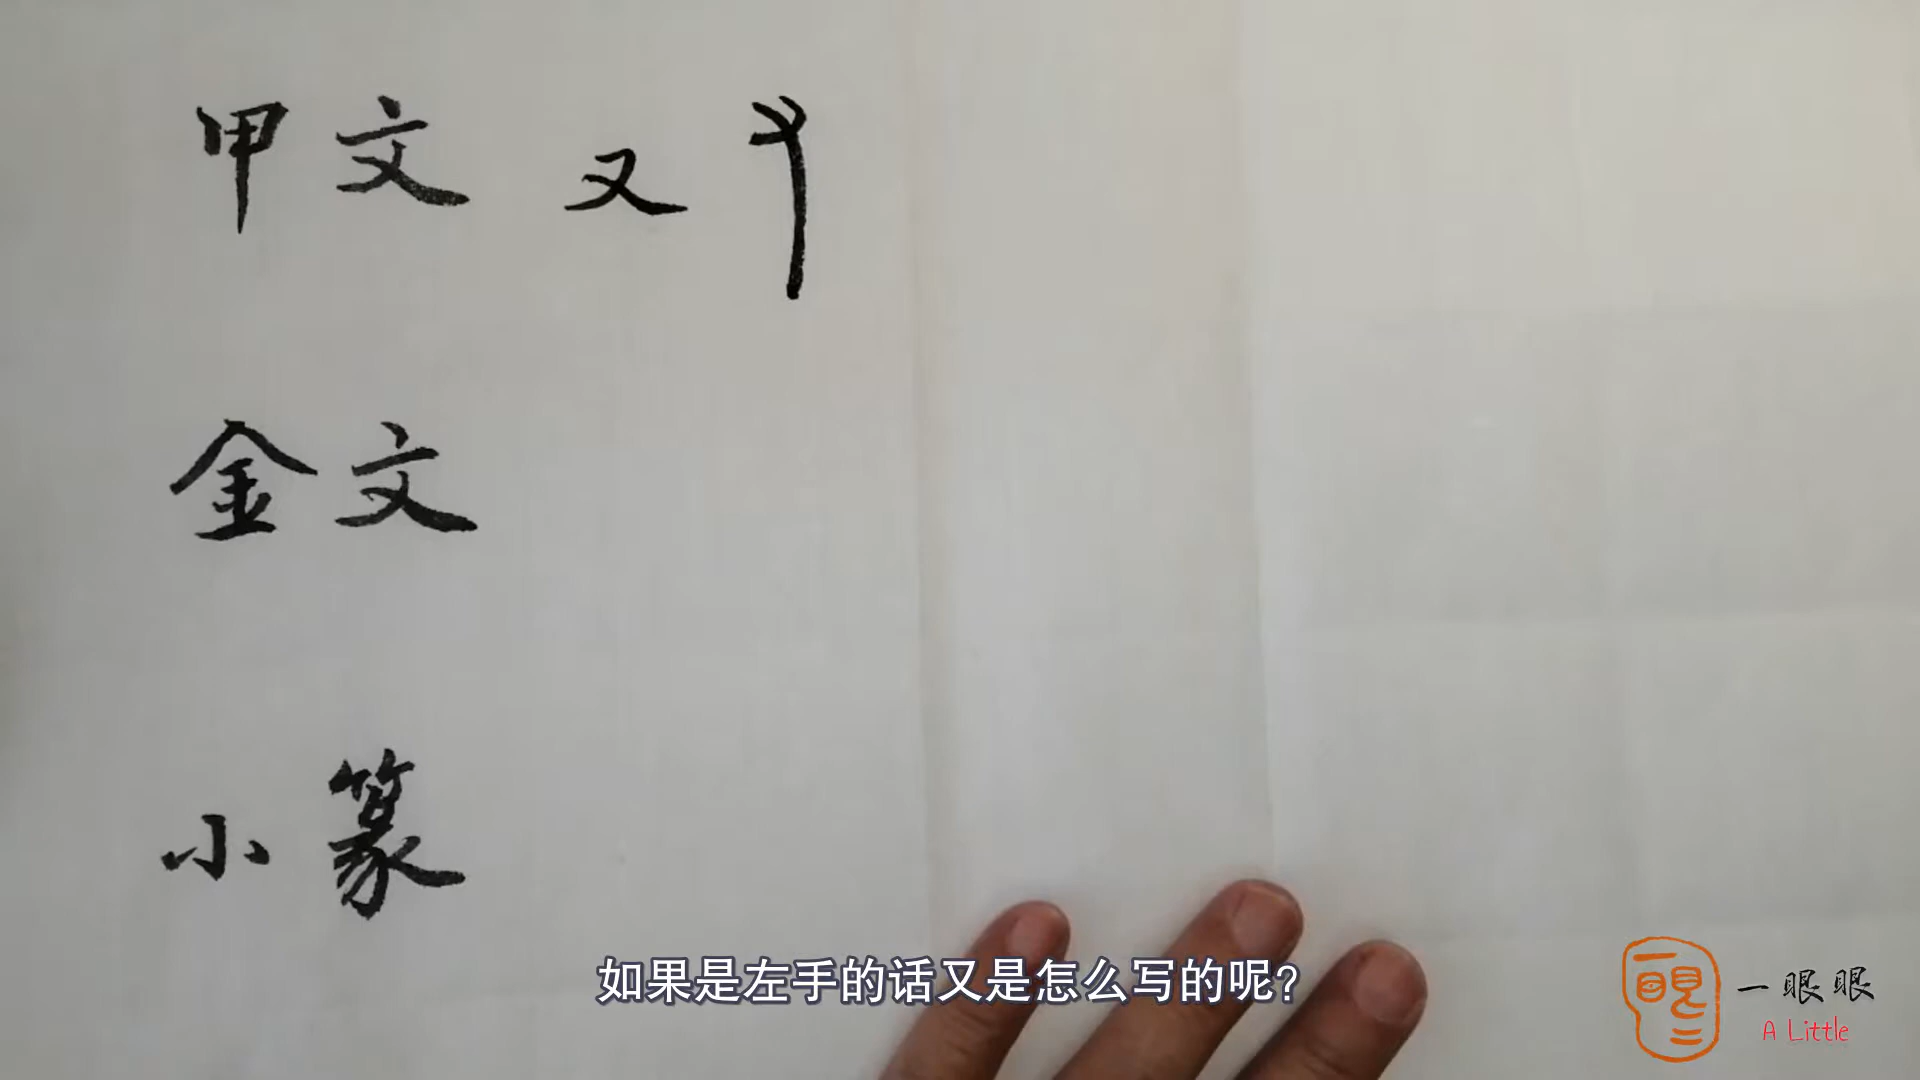 甲文 又
金文
小篆
如果是左手的话又是怎么写的呢?
一眼眼
A Little